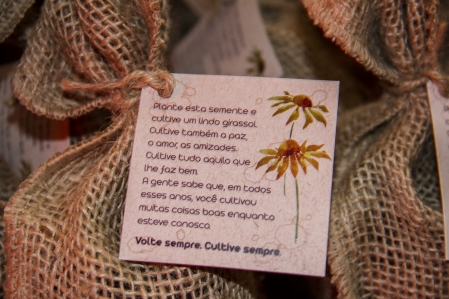 Plante esta semente e
cultive um lindo girassol.
Cultive também a paz,
o amor, as amizades.
Cultive tudo aquilo que
lhe faz bem.
A gente sabe que, em todos
esses anos, você cultivou
muitas coisas boas enquanto
esteve conosco.
Volte sempre. Cultive sempre.